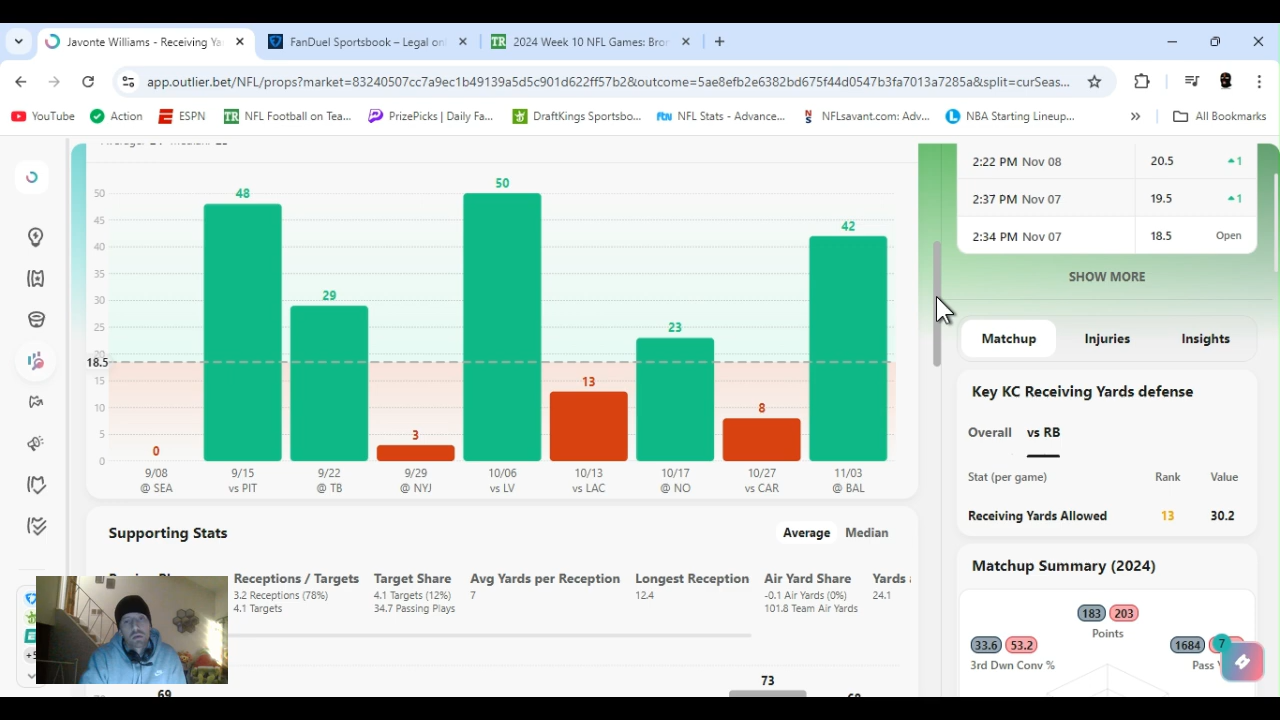 Javonte Williams - Receiving Ya
FanDuel Sportsbook – Legal onl
2024 Week 10 NFL Games: Bron
app.outlier.bet/NFL/props?market=83240507cc7a9ec1b49139a5d5c901d622ff57b2&outcome=5ae8efb2e6382bd675f44d0547b3fa7013a7285a&split=curSeas...
YouTube
Action
ESPN
NFL Football on Tea...
PrizePicks | Daily Fa...
DraftKings Sportsbo...
NFL Stats - Advance...
NFLsavant.com: Adv...
NBA Starting Lineup...
All Bookmarks
50
45
40
35
30
25
18.5
15
10
5
0
0
48
29
3
50
13
23
8
42
9/08
@ SEA
9/15
vs PIT
9/22
@ TB
9/29
@ NYJ
10/06
vs LV
10/13
vs LAC
10/17
@ NO
10/27
vs CAR
11/03
@ BAL
Supporting Stats
Average Median
Receptions / Targets
3.2 Receptions (78%)
4.1 Targets
Target Share
4.1 Targets (12%)
34.7 Passing Plays
Avg Yards per Reception
7
Longest Reception
12.4
Air Yard Share
-0.1 Air Yards (0%)
101.8 Team Air Yards
Yards
24.1
69
73
2:22 PM Nov 08 20.5 1
2:37 PM Nov 07 19.5 1
2:34 PM Nov 07 18.5 Open
SHOW MORE
Matchup Injuries Insights
Key KC Receiving Yards defense
Overall vs RB
Stat (per game) Rank Value
Receiving Yards Allowed 13 30.2
Matchup Summary (2024)
183 203
Points
33.6 53.2
3rd Dwn Conv %
1684
Pass
7